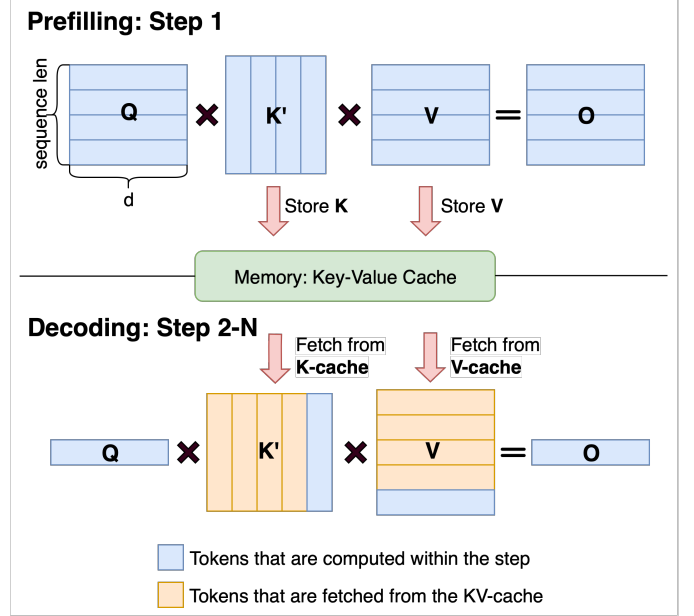 Prefilling: Step 1
sequence len
Q
K'
V
O
d
Store K
Store V
Memory: Key-Value Cache
Decoding: Step 2-N
Fetch from
K-cache
Fetch from
V-cache
Q
K'
V
O
Tokens that are computed within the step
Tokens that are fetched from the KV-cache